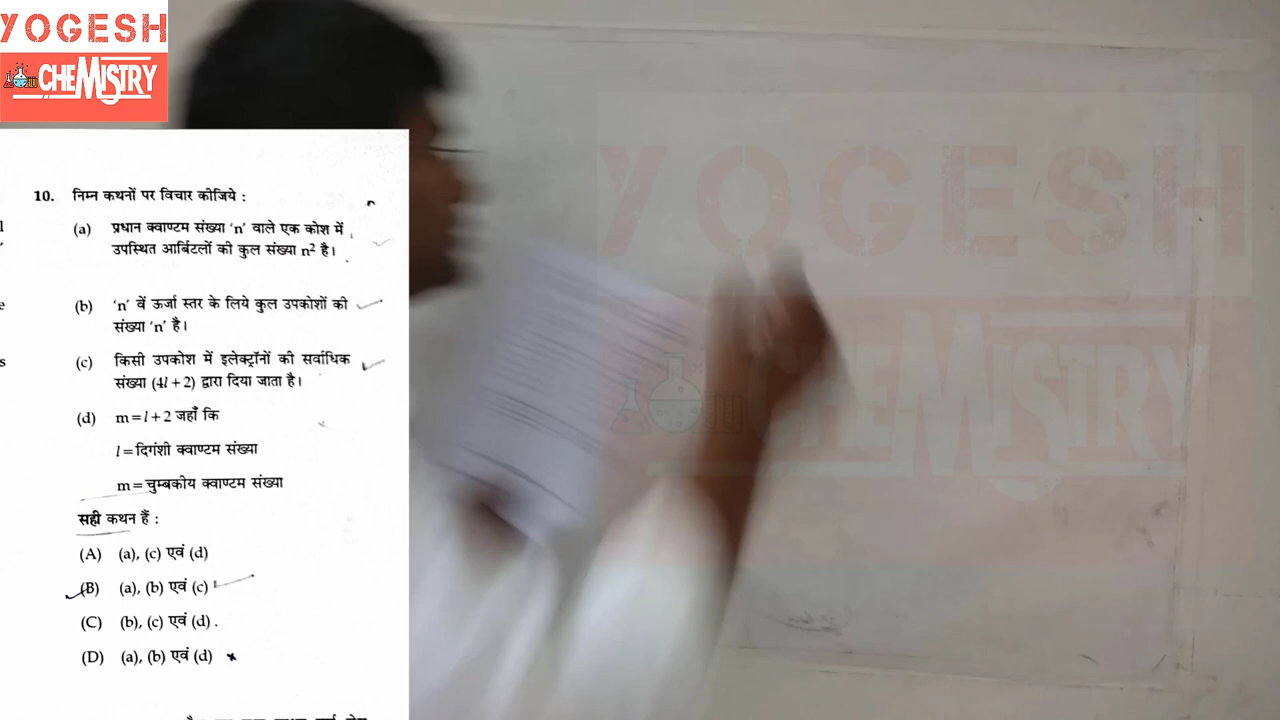 YOGESH
CHEMISTRY
10. निम्न कथनों पर विचार कीजिये :
(a) प्रधान क्वाण्टम संख्या ‘n’ वाले एक कोश में
उपस्थित आर्बिटलों की कुल संख्या n² है।
(b) ‘n’ वें ऊर्जा स्तर के लिये कुल उपकोशों की
संख्या ‘n’ है।
(c) किसी उपकोश में इलेक्ट्रॉनों की सर्वाधिक
संख्या (4l + 2) द्वारा दिया जाता है।
(d) m = l + 2 जहाँ कि
l = दिगंशी क्वाण्टम संख्या
m = चुम्बकीय क्वाण्टम संख्या
सही कथन हैं :
(A) (a), (c) एवं (d)
(B) (a), (b) एवं (c)
(C) (b), (c) एवं (d) .
(D) (a), (b) एवं (d)
YOGESH
CHEMISTRY